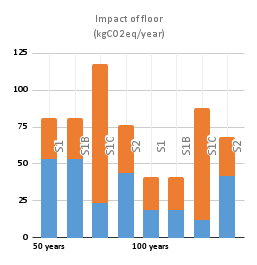 Impact of floor
(kgCO2eq/year)
125
100
75
50
25
0
S1
S1B
S1C
S2
S1
S1B
S1C
S2
50 years
100 years